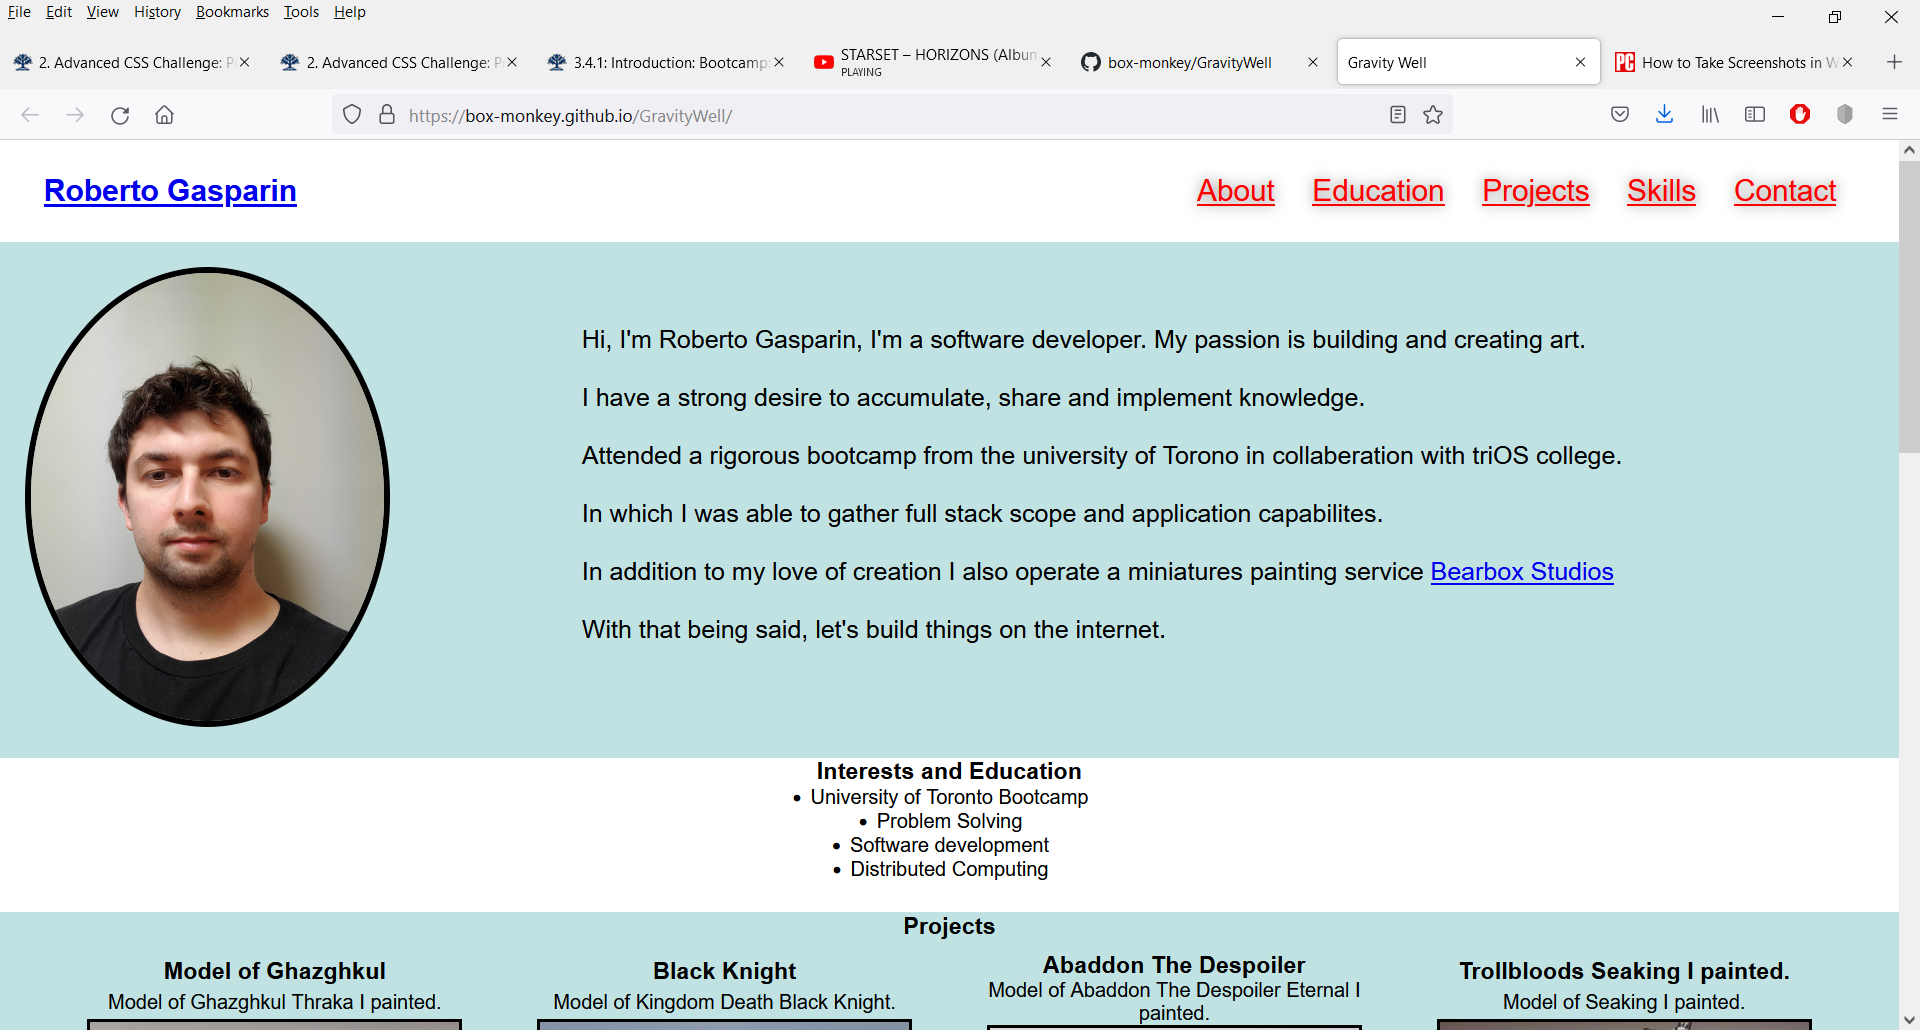 File Edit View History Bookmarks Tools Help
2. Advanced CSS Challenge: P
2. Advanced CSS Challenge: P
3.4.1: Introduction: Bootcamp:
STARSET – HORIZONS (Album
PLAYING
box-monkey/GravityWell
Gravity Well
PC How to Take Screenshots in W
https://box-monkey.github.io/GravityWell/
Roberto Gasparin
About Education Projects Skills Contact
Hi, I'm Roberto Gasparin, I'm a software developer. My passion is building and creating art.
I have a strong desire to accumulate, share and implement knowledge.
Attended a rigorous bootcamp from the university of Torono in collaberation with triOS college.
In which I was able to gather full stack scope and application capabilites.
In addition to my love of creation I also operate a miniatures painting service Bearbox Studios
With that being said, let's build things on the internet.
Interests and Education
• University of Toronto Bootcamp
• Problem Solving
• Software development
• Distributed Computing
Projects
Model of Ghazghkul
Model of Ghazghkul Thraka I painted.
Black Knight
Model of Kingdom Death Black Knight.
Abaddon The Despoiler
Model of Abaddon The Despoiler Eternal I
painted.
Trollbloods Seaking I painted.
Model of Seaking I painted.